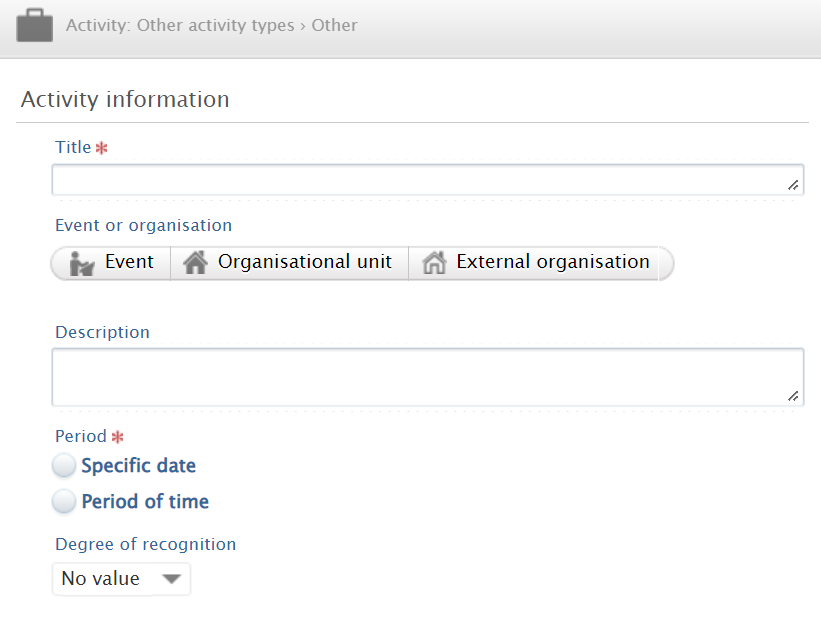 Activity: Other activity types › Other
Activity information
Title *
Event or organisation
Event Organisational unit External organisation
Description
Period *
Specific date
Period of time
Degree of recognition
No value